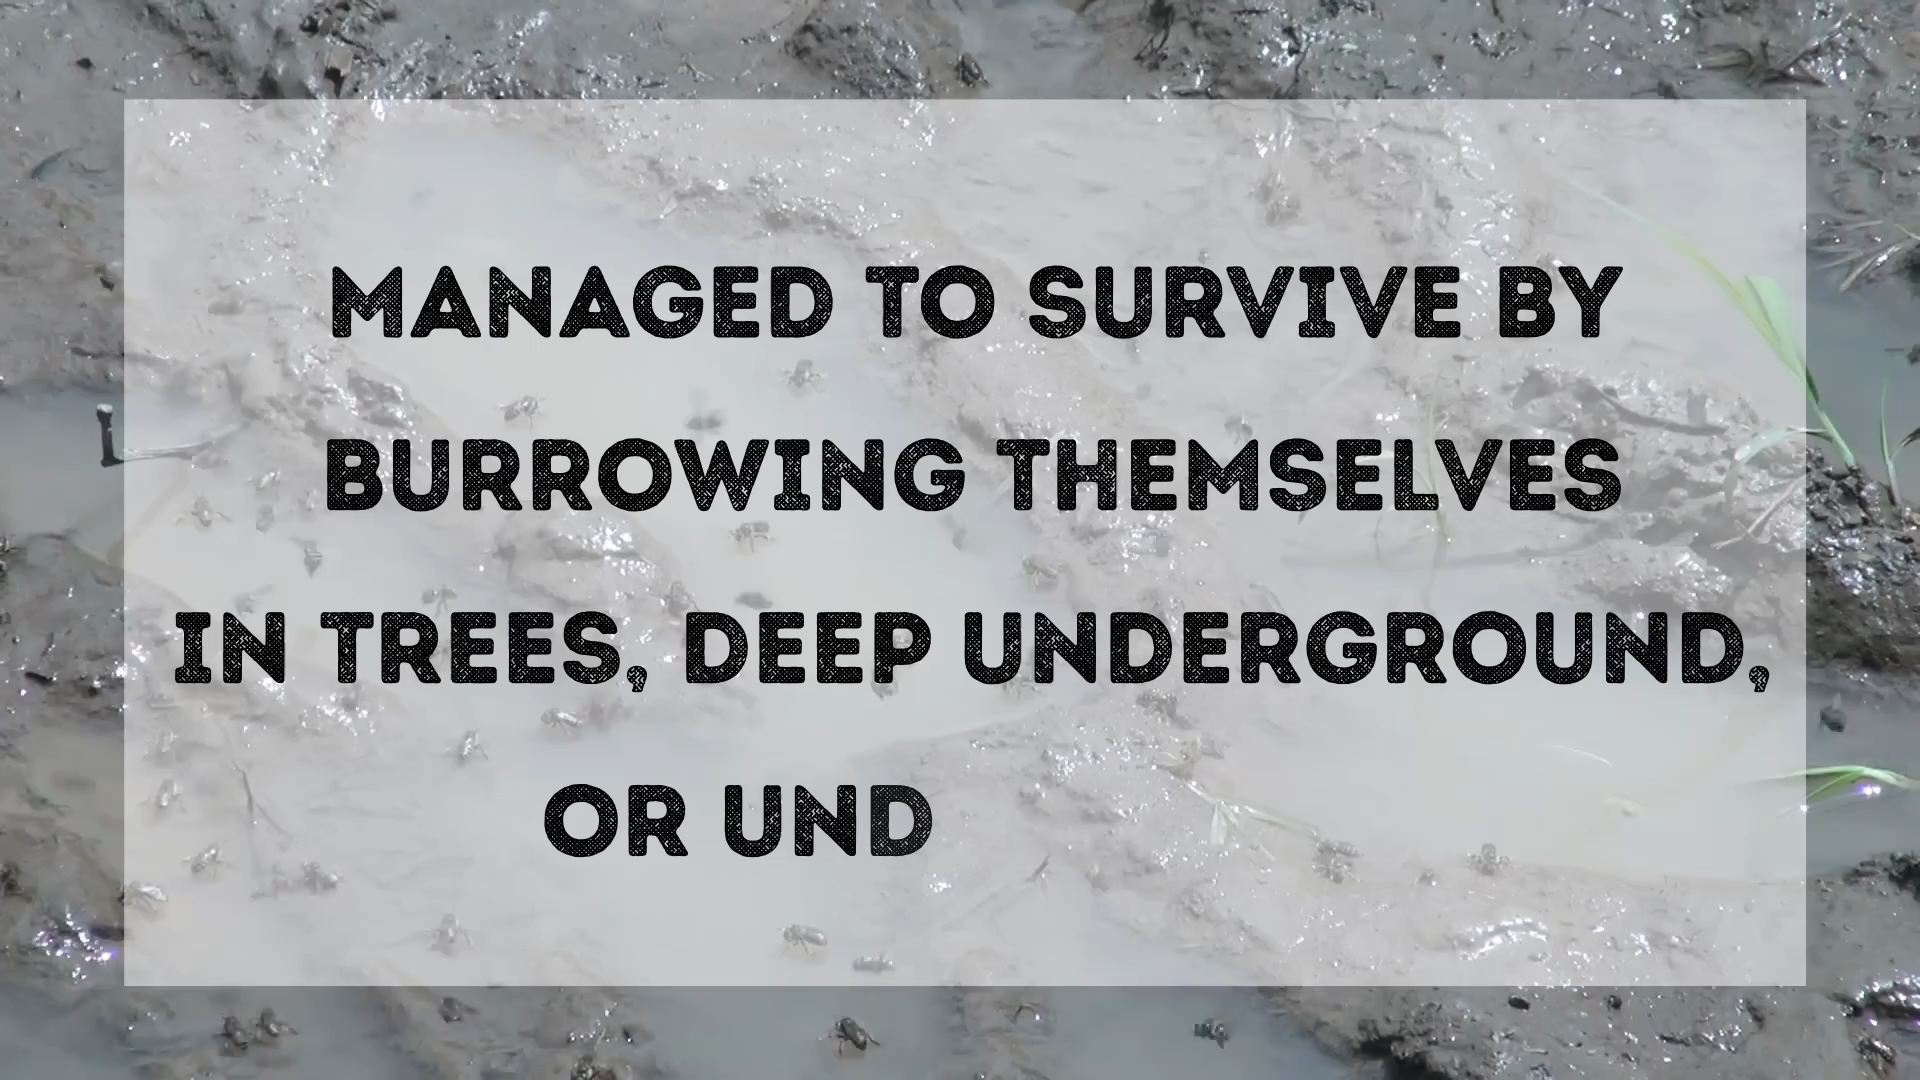 MANAGED TO SURVIVE BY
BURROWING THEMSELVES
IN TREES, DEEP UNDERGROUND,
OR UND